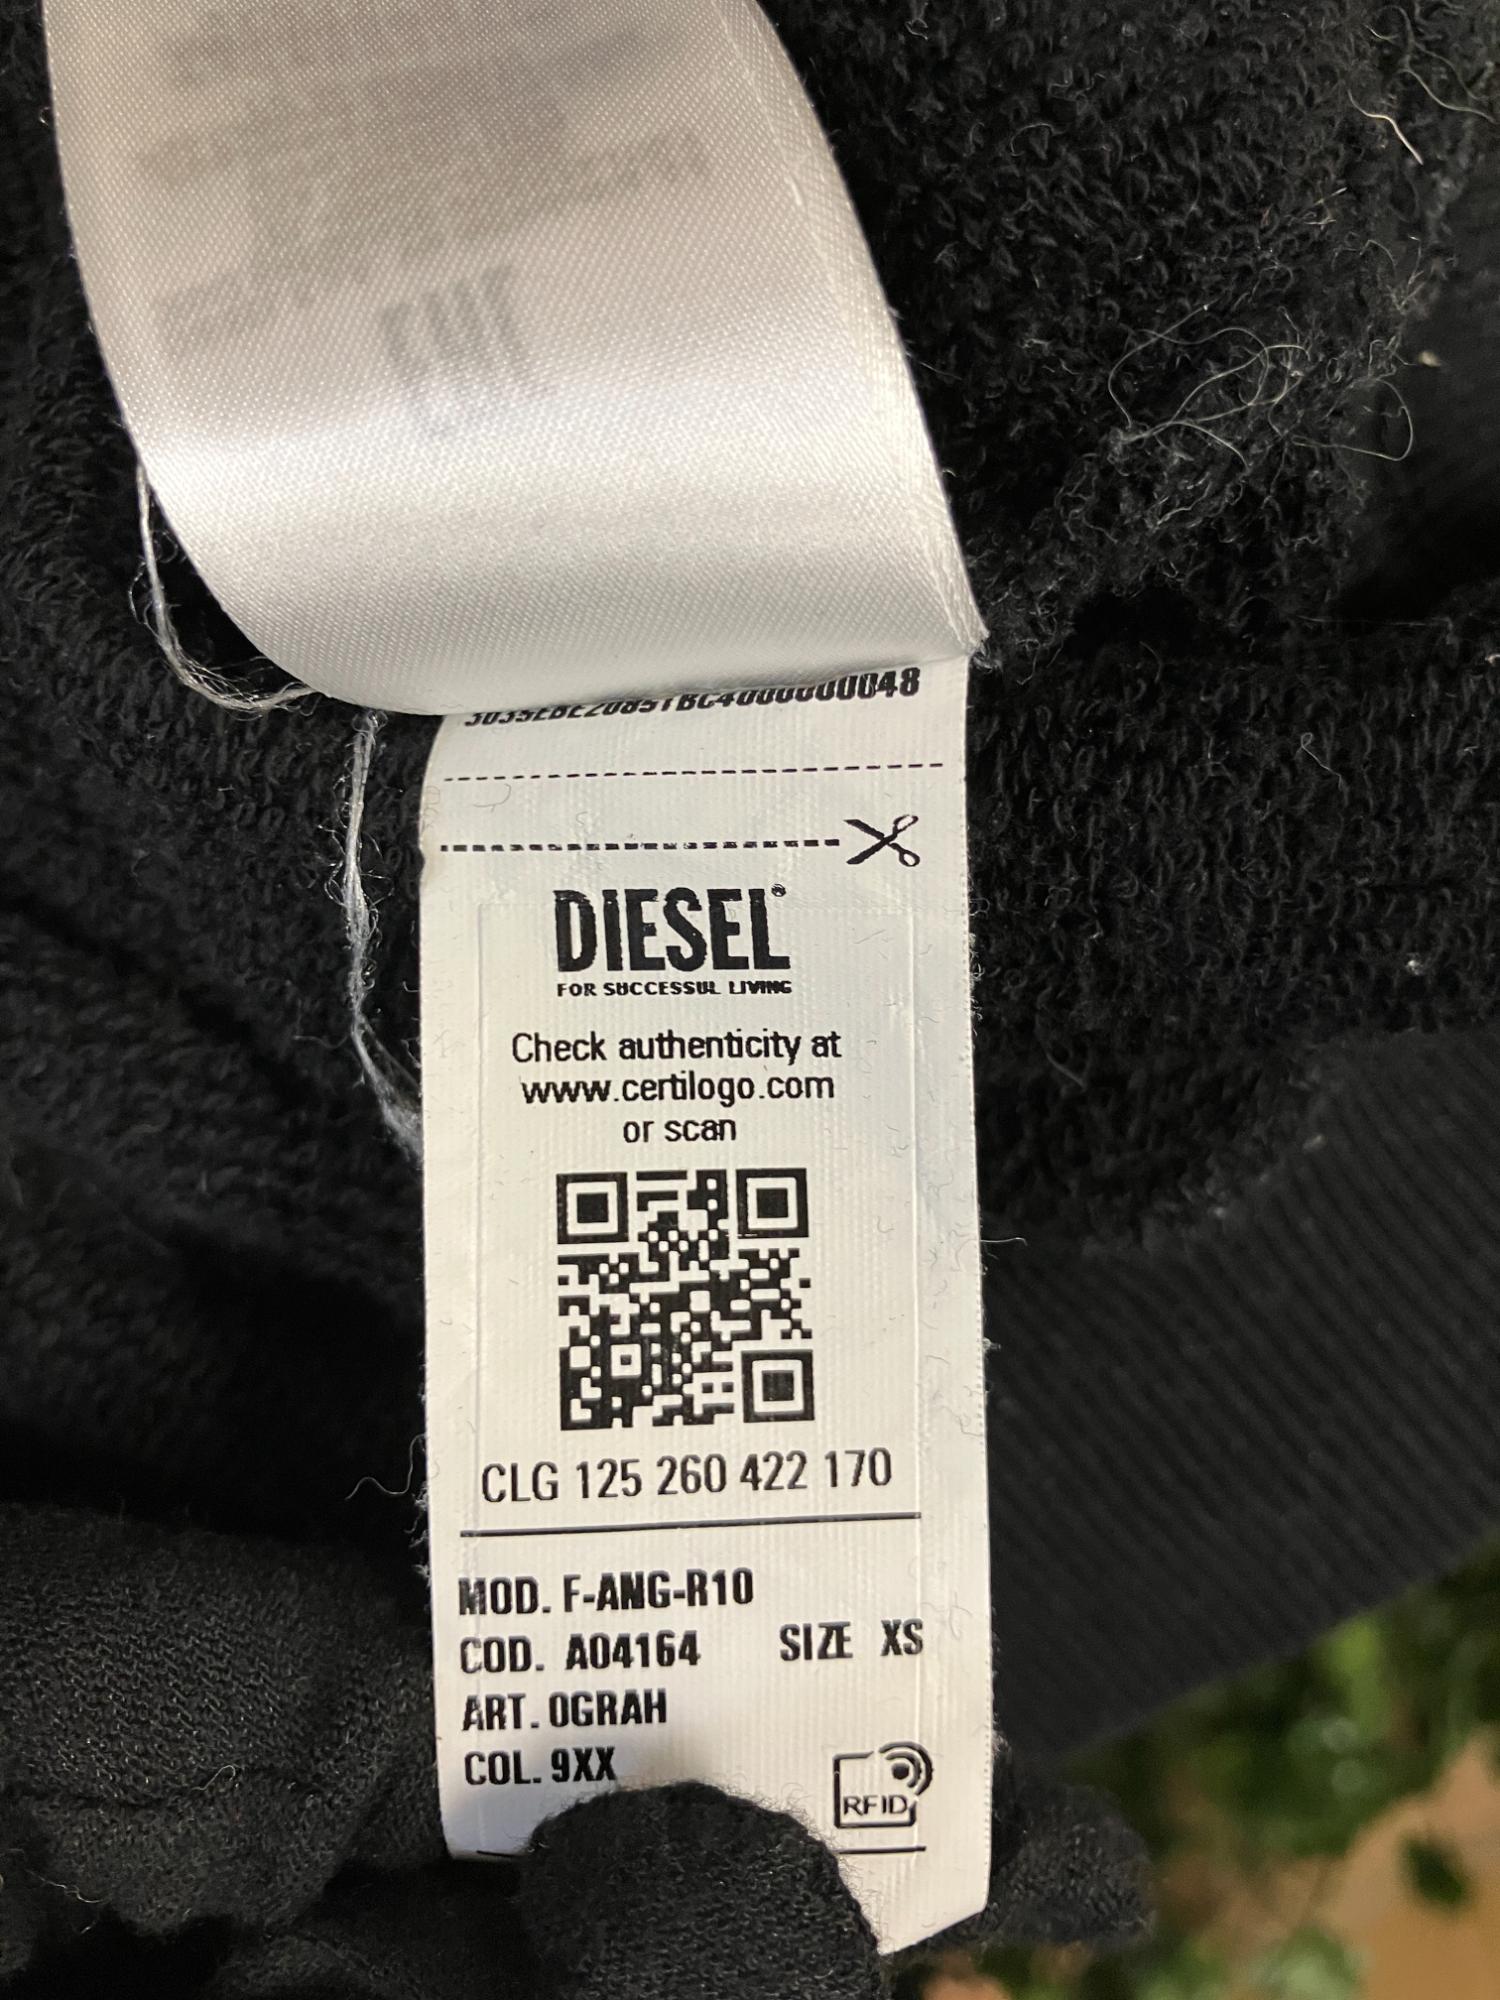 DIESEL®
FOR SUCCESSUL LIVING
Check authenticity at
www.certilogo.com
or scan
CLG 125 260 422 170
MOD. F-ANG-R10
COD. A04164 SIZE XS
ART. 0GRAH
COL. 9XX
RFID